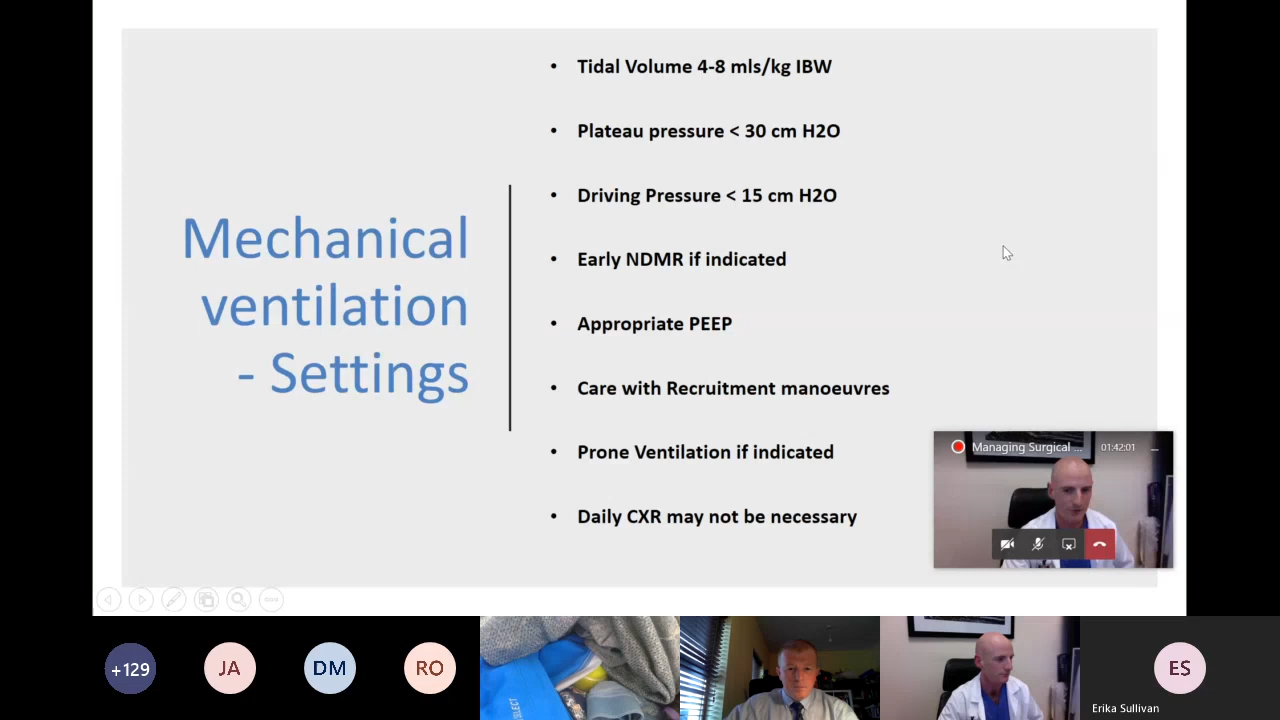 • Tidal Volume 4-8 mls/kg IBW
• Plateau pressure < 30 cm H2O
• Driving Pressure < 15 cm H2O
• Early NDMR if indicated
• Appropriate PEEP
• Care with Recruitment manoeuvres
• Prone Ventilation if indicated
• Daily CXR may not be necessary
Mechanical
ventilation
- Settings
Managing Surgical ... 01:42:01
+129
JA
DM
RO
ES
Erika Sullivan